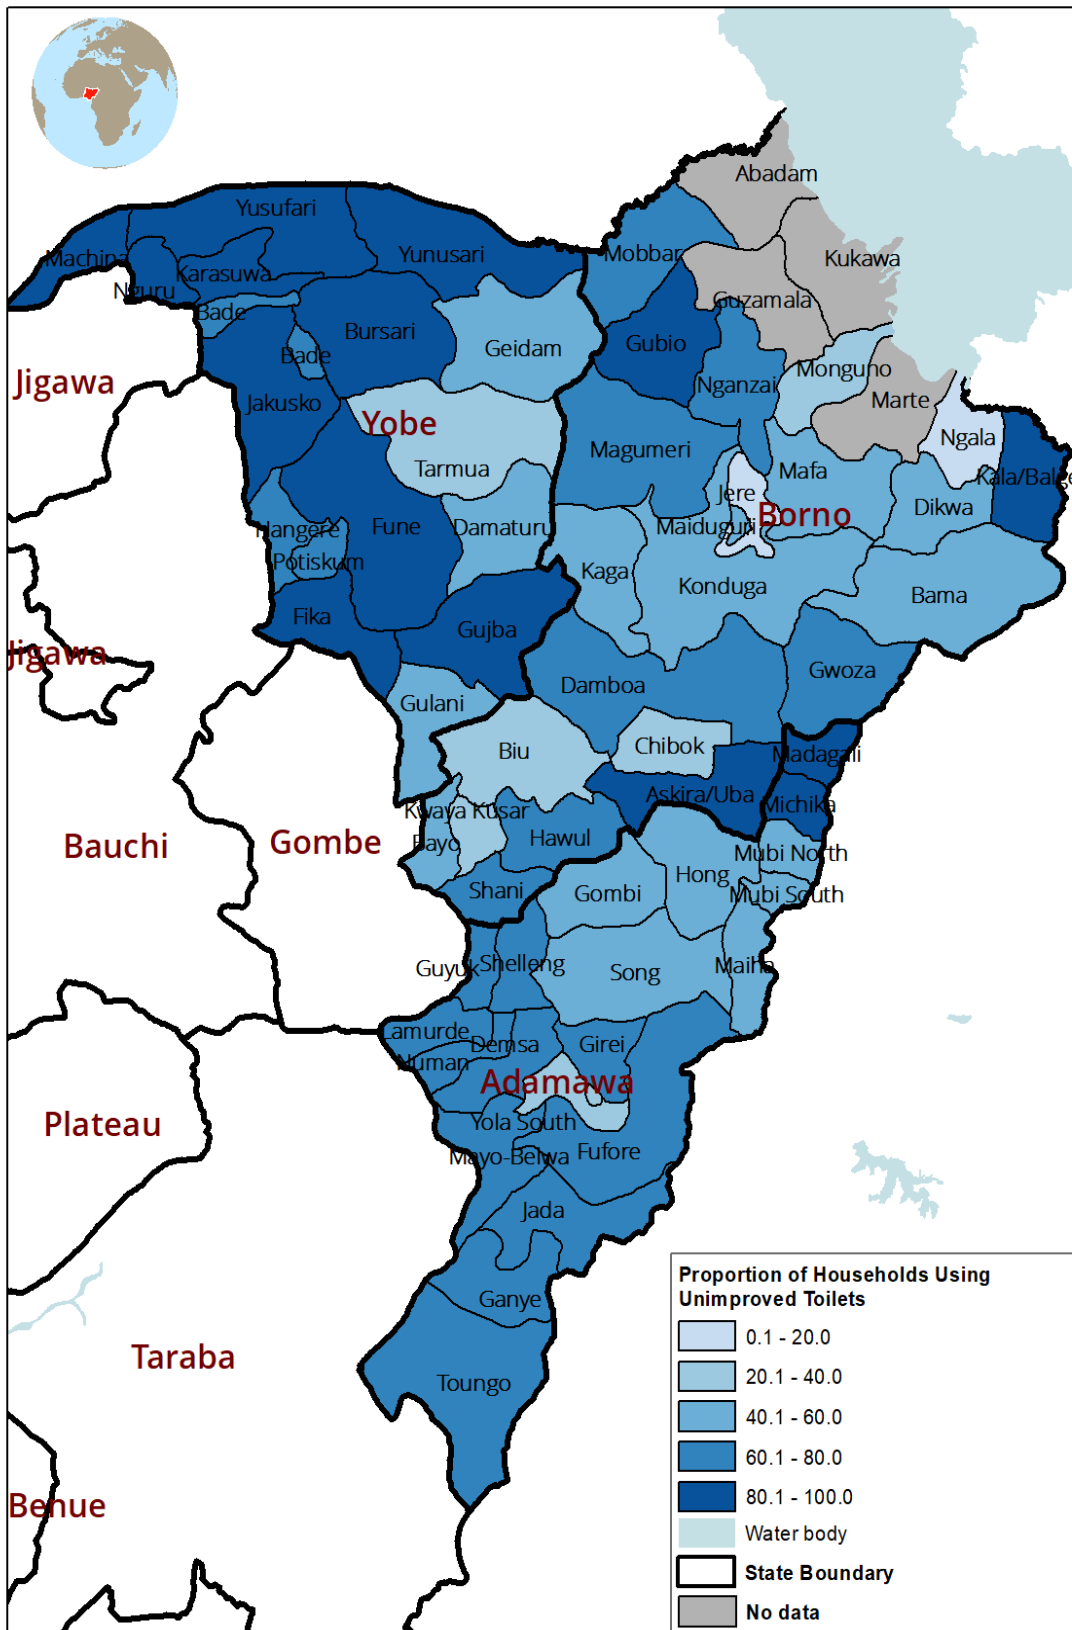 Abadam
Yusufari
Mobbar
Yunusari
Machina
Kukawa
Karasuwa
Nguru
Guzamala
Bade
Bursari
Gubio
Geidam
Bade
Monguno
Jigawa
Nganzai
Marte
Jakusko
Yobe
Ngala
Magumeri
Tarmua
Mafa
Kala/Balge
Jere
Dikwa
Borno
Hangere
Fune
Damaturu
Maiduguri
Potiskum
Kaga
Konduga
Bama
Fika
Gujba
Jigawa
Gwoza
Damboa
Gulani
Biu
Chibok
Madagali
Askira/Uba
Michika
Kwaya Kusar
Bauchi
Gombe
Bayo
Hawul
Mubi North
Hong
Shani
Gombi
Mubi South
Guyuk
Shelleng
Song
Maiha
Lamurde
Demsa
Girei
Numan
Adamawa
Plateau
Yola South
Mayo-Belwa
Fufore
Jada
Ganye
Taraba
Toungo
Benue
Proportion of Households Using
Unimproved Toilets
0.1 - 20.0
20.1 - 40.0
40.1 - 60.0
60.1 - 80.0
80.1 - 100.0
Water body
State Boundary
No data